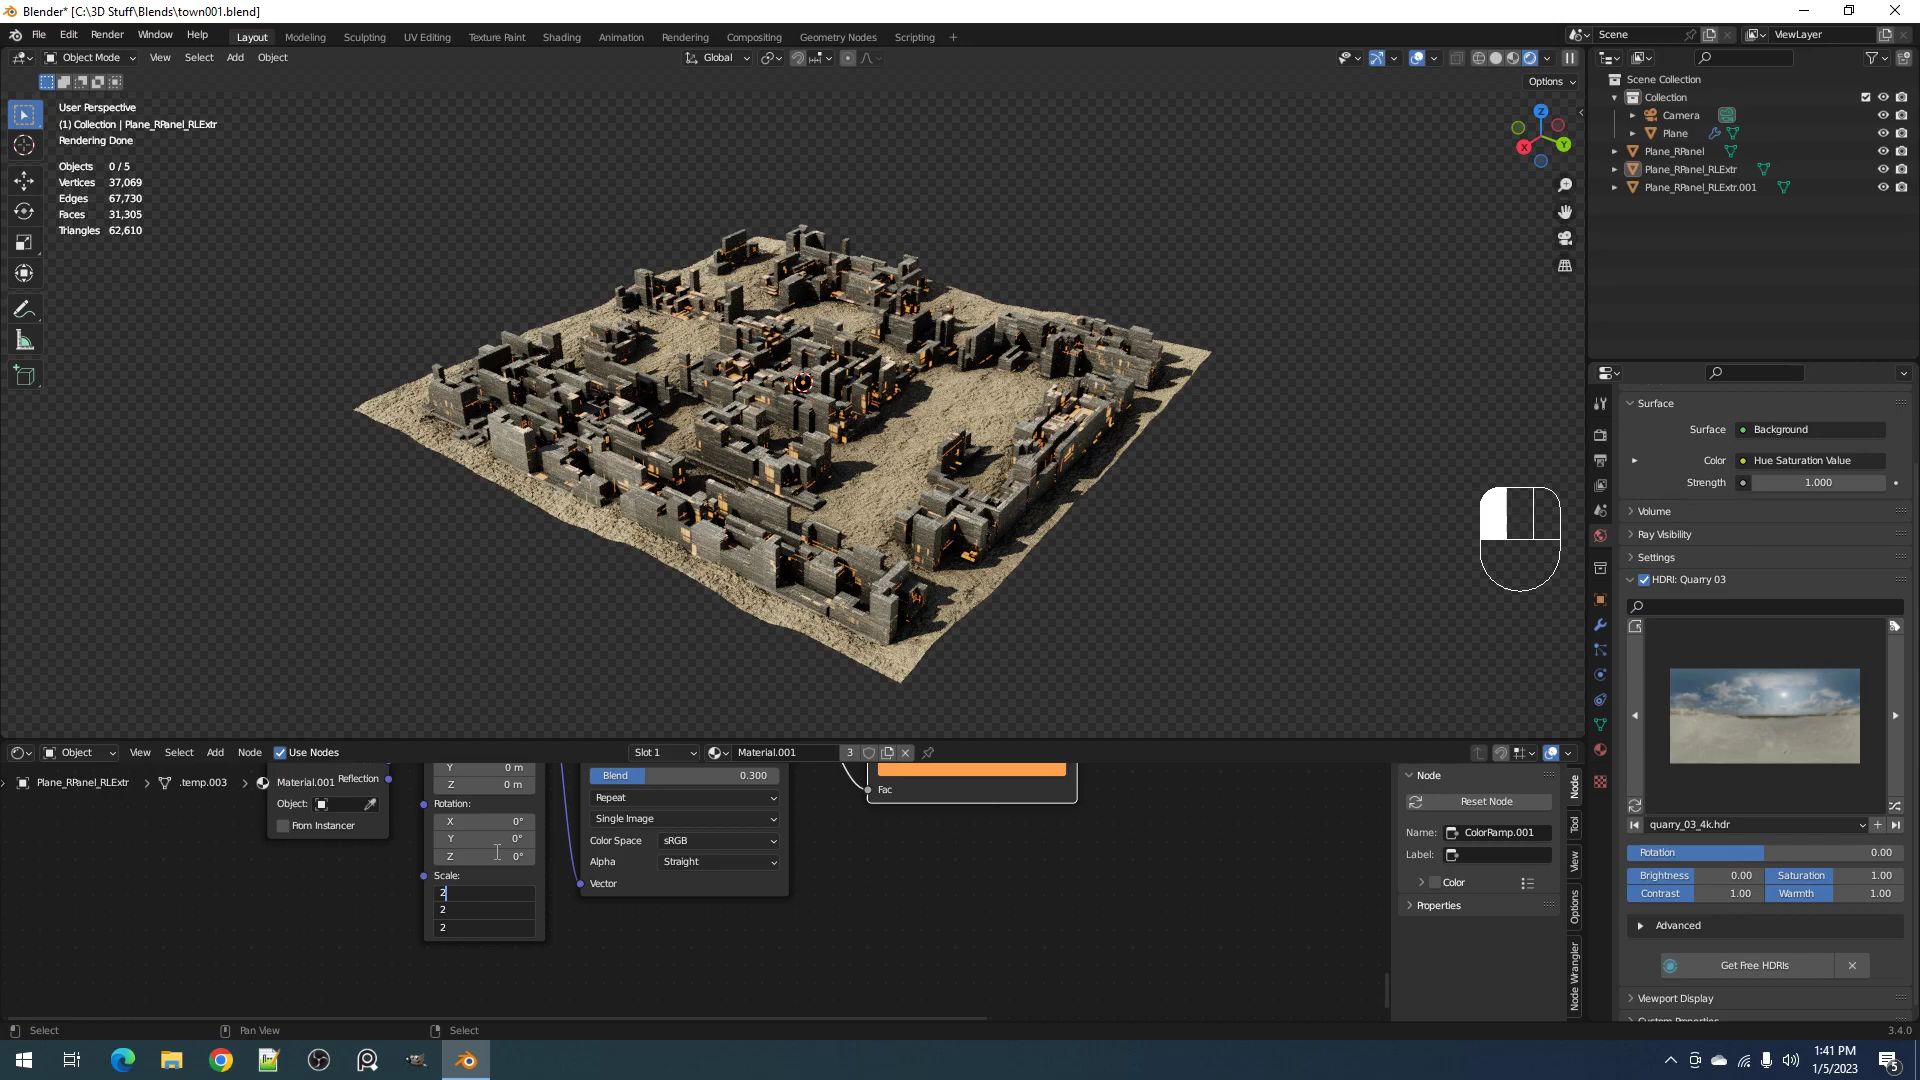 Blender* [C:\3D Stuff\Blends\town001.blend]
File Edit Render Window Help Layout Modeling Sculpting UV Editing Texture Paint Shading Animation Rendering Compositing Geometry Nodes Scripting + Scene ViewLayer
Object Mode View Select Add Object Global
Options
User Perspective
(1) Collection | Plane_RPanel_RLExtr
Rendering Done
Objects 0 / 5
Vertices 37,069
Edges 67,730
Faces 31,305
Triangles 62,610
Z
Y
X
Scene Collection
Collection
Camera
Plane
Plane_RPanel
Plane_RPanel_RLExtr
Plane_RPanel_RLExtr.001
Surface
Surface Background
Color Hue Saturation Value
Strength 1.000
Volume
Ray Visibility
Settings
HDRI: Quarry 03
quarry_03_4k.hdr
Rotation 0.00
Brightness 0.00 Saturation 1.00
Contrast 1.00 Warmth 1.00
Advanced
Get Free HDRIs
Viewport Display
Custom Properties
Object View Select Add Node Use Nodes Slot 1 Material.001 3
Plane_RPanel_RLExtr .temp.003 Material.001
Reflection
Object:
From Instancer
Y 0 m
Z 0 m
Rotation:
X 0°
Y 0°
Z 0°
Scale:
2
2
2
Blend 0.300
Repeat
Single Image
Color Space sRGB
Alpha Straight
Vector
Fac
Node
Reset Node
Name: ColorRamp.001
Label:
Color
Properties
Node
Tool
View
Options
Node Wrangler
Select Pan View Select 3.4.0
1:41 PM
1/5/2023
5